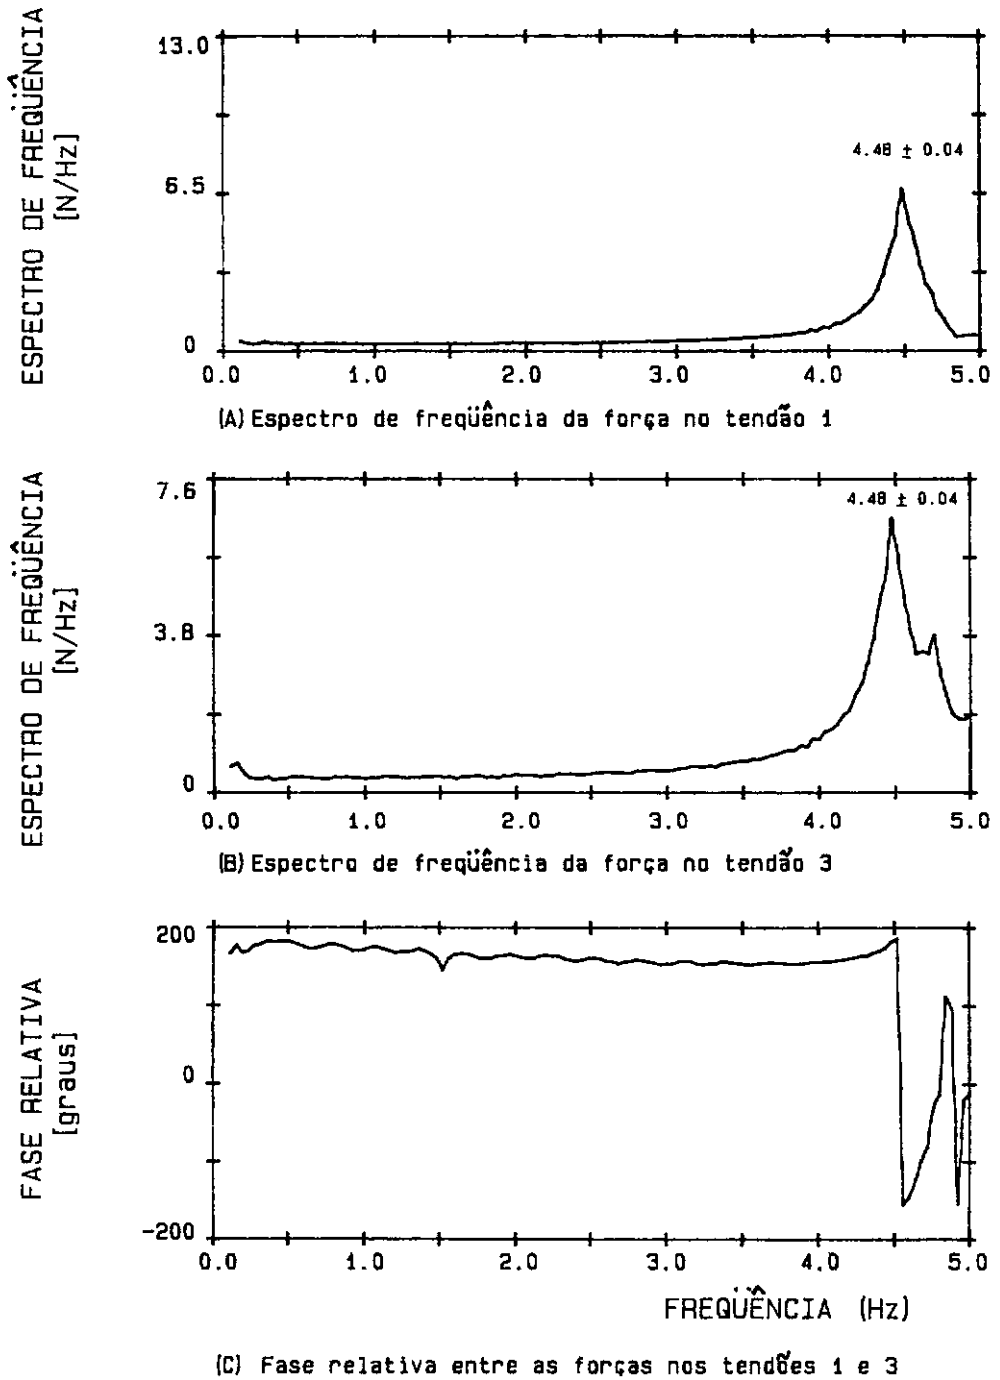 ESPECTRO DE FREQÜÊNCIA
[N/Hz]
13.0
6.5
0
4.48 ± 0.04
0.0 1.0 2.0 3.0 4.0 5.0
(A) Espectro de freqüência da força no tendão 1
ESPECTRO DE FREQÜÊNCIA
[N/Hz]
7.6
3.8
0
4.48 ± 0.04
0.0 1.0 2.0 3.0 4.0 5.0
(B) Espectro de freqüência da força no tendão 3
FASE RELATIVA
[graus]
200
0
-200
0.0 1.0 2.0 3.0 4.0 5.0
FREQÜÊNCIA (Hz)
(C) Fase relativa entre as forças nos tendões 1 e 3